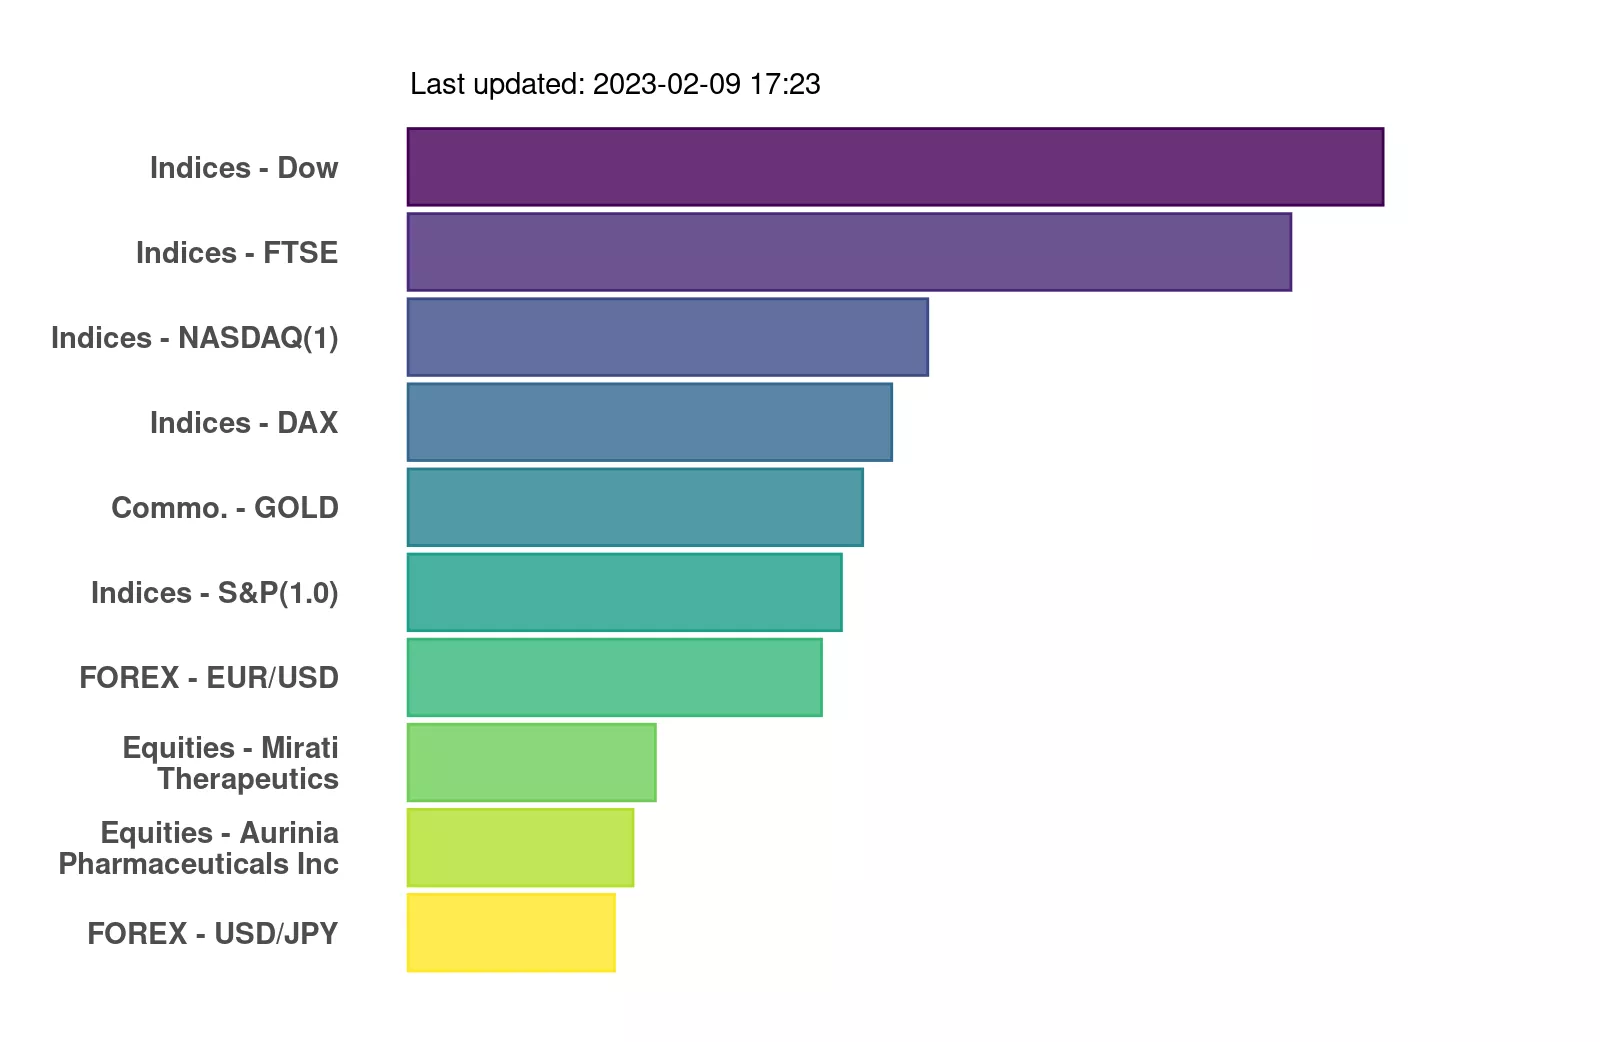 Last updated: 2023-02-09 17:23
Indices - Dow
Indices - FTSE
Indices - NASDAQ(1)
Indices - DAX
Commo. - GOLD
Indices - S&P(1.0)
FOREX - EUR/USD
Equities - Mirati
Therapeutics
Equities - Aurinia
Pharmaceuticals Inc
FOREX - USD/JPY